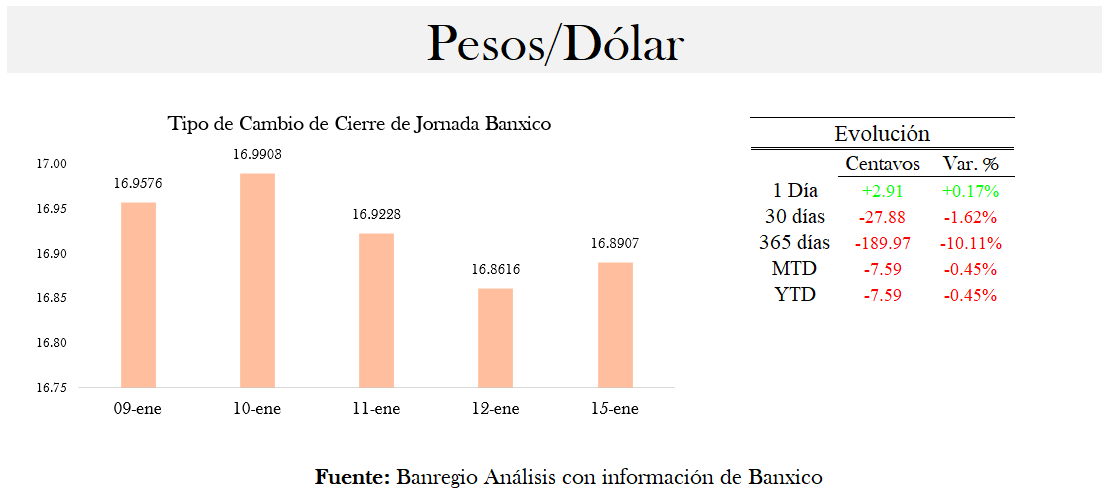 Pesos/Dólar
Tipo de Cambio de Cierre de Jornada Banxico
17.00
16.95
16.90
16.85
16.80
16.75
16.9576
16.9908
16.9228
16.8616
16.8907
09-ene 10-ene 11-ene 12-ene 15-ene
Evolución
Centavos Var. %
1 Día +2.91 +0.17%
30 días -27.88 -1.62%
365 días -189.97 -10.11%
MTD -7.59 -0.45%
YTD -7.59 -0.45%
Fuente: Banregio Análisis con información de Banxico